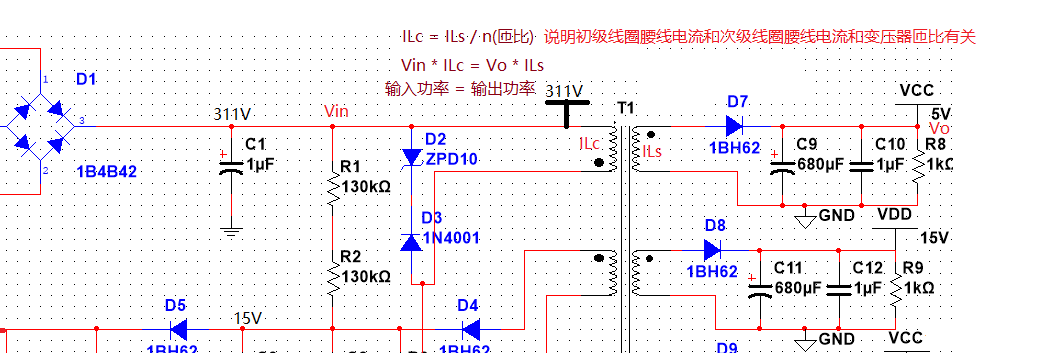 ILc = ILs / n(匝比) 说明初级线圈腰线电流和次级线圈腰线电流和变压器匝比有关
Vin * ILc = Vo * ILs
输入功率 = 输出功率
311V
T1
D1
1
3
2
1B4B42
311V
+
C1
1µF
Vin
R1
130kΩ
R2
130kΩ
D2
ZPD10
D3
1N4001
ILc
ILs
D7
1BH62
VCC
5V
Vo
+
C9
680µF
C10
1µF
R8
1kΩ
GND
VDD
15V
D8
1BH62
+
C11
680µF
C12
1µF
R9
1kΩ
GND
VCC
D9
D5
1BH62
15V
D4
1BH62